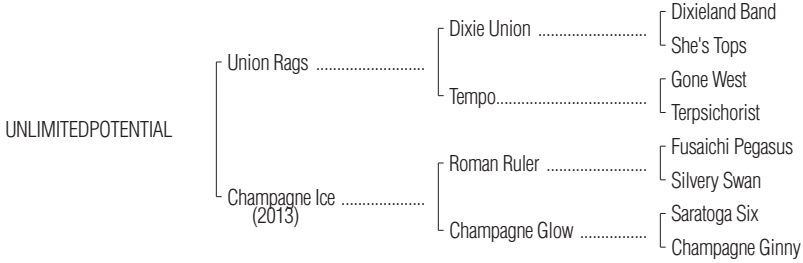 Dixieland Band
Dixie Union ..........................
She's Tops
Union Rags ..........................
Gone West
Tempo....................................
Terpsichorist
UNLIMITEDPOTENTIAL
Fusaichi Pegasus
Roman Ruler ........................
Silvery Swan
Champagne Ice ....................
(2013)
Saratoga Six
Champagne Glow ................
Champagne Ginny